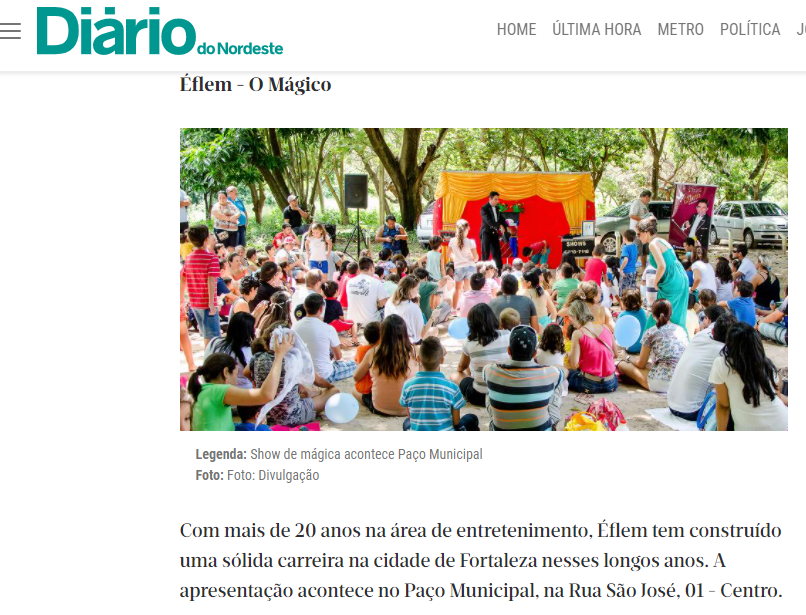 Diário do Nordeste
HOME ÚLTIMA HORA METRO POLÍTICA
Éflem - O Mágico
SHOWS
Legenda: Show de mágica acontece Paço Municipal
Foto: Foto: Divulgação
Com mais de 20 anos na área de entretenimento, Éflem tem construído
uma sólida carreira na cidade de Fortaleza nesses longos anos. A
apresentação acontece no Paço Municipal, na Rua São José, 01 - Centro.